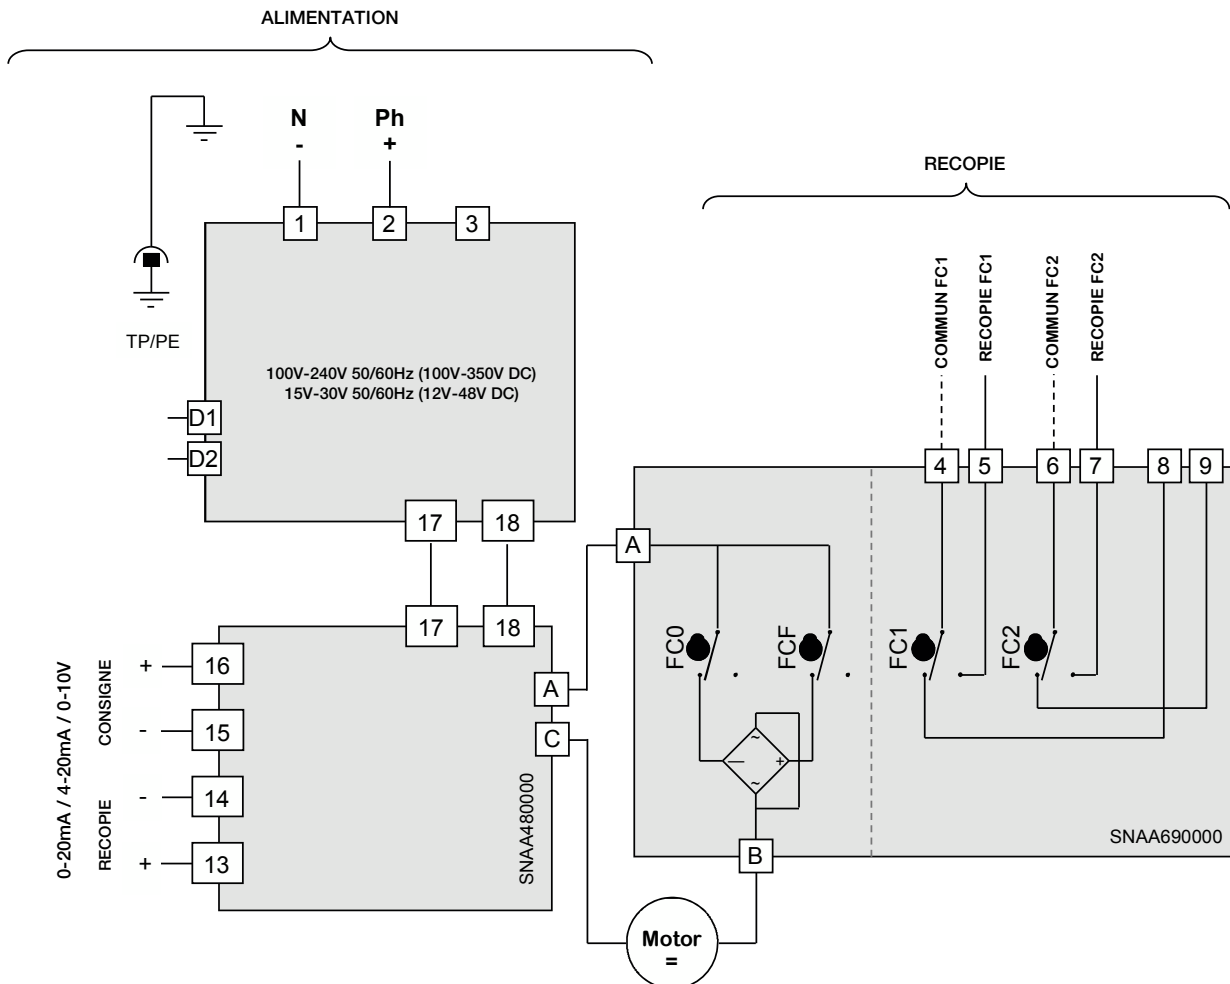 ALIMENTATION
N
-
Ph
+
1
2
3
TP/PE
100V-240V 50/60Hz (100V-350V DC)
15V-30V 50/60Hz (12V-48V DC)
D1
D2
17
18
17
18
0-20mA / 4-20mA / 0-10V
CONSIGNE
RECOPIE
+
16
-
15
-
14
+
13
A
C
SNAA480000
RECOPIE
COMMUN FC1
RECOPIE FC1
COMMUN FC2
RECOPIE FC2
4
5
6
7
8
9
A
FC0
FCF
FC1
FC2
~
—
+
~
B
SNAA690000
Motor
=